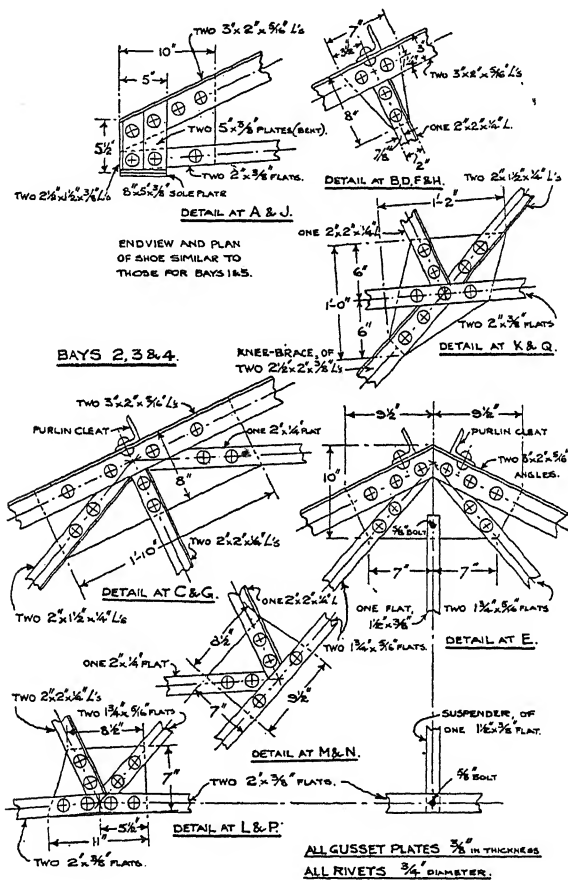 10"
TWO 3"x2"x5/16" L's
5"
5½"
TWO 5"x3/8" PLATES (BENT).
TWO 2"x3/8" FLATS.
TWO 2½"x1½"x3/8" L's
8"x5"x3/8" SOLE PLATE
DETAIL AT A & J.
7"
3½"
3"
TWO 3"x2"x5/16" L's
8"
ONE 2"x2"x¼" L.
7/8"
2"
DETAIL AT B, D, F & H.
ENDVIEW AND PLAN
OF SHOE SIMILAR TO
THOSE FOR BAYS 1&5.
TWO 2"x1½"x¼" L's
1'-2"
ONE 2"x2"x¼" L
6"
1'-0"
6"
TWO 2"x3/8" FLATS
DETAIL AT K & Q.
KNEE-BRACE, OF
TWO 2½"x2"x3/8" L's
BAYS 2, 3 & 4.
TWO 3"x2"x5/16" L's
PURLIN CLEAT
ONE 2"x¼" FLAT
8"
1'-10"
TWO 2"x2"x¼" L's
TWO 2"x1½"x¼" L's
DETAIL AT C & G.
9½" 9½"
PURLIN CLEAT
TWO 3"x2"x5/16"
ANGLES.
10"
5/8" BOLT
7" 7"
ONE FLAT,
1½"x3/8"
TWO 1¾"x5/16" FLATS
TWO 1¾"x5/16" FLATS.
DETAIL AT E.
ONE 2"x2"x¼" L
8½"
ONE 2"x¼" FLAT
7"
9½"
DETAIL AT M & N.
TWO 2"x2"x¼" L's
TWO 1¾"x5/16" FLATS
8½"
7"
TWO 2"x3/8" FLATS.
5½"
11"
DETAIL AT L & P.
TWO 2"x3/8" FLATS.
SUSPENDER, OF
ONE 1½"x3/8" FLAT.
5/8" BOLT
ALL GUSSET PLATES 3/8" IN THICKNESS
ALL RIVETS 3/4" DIAMETER.